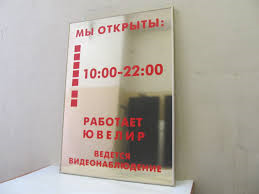 МЫ ОТКРЫТЫ:
10:00-22:00
РАБОТАЕТ
ЮВЕЛИР
ВЕДЕТСЯ
ВИДЕОНАБЛЮДЕНИЕ